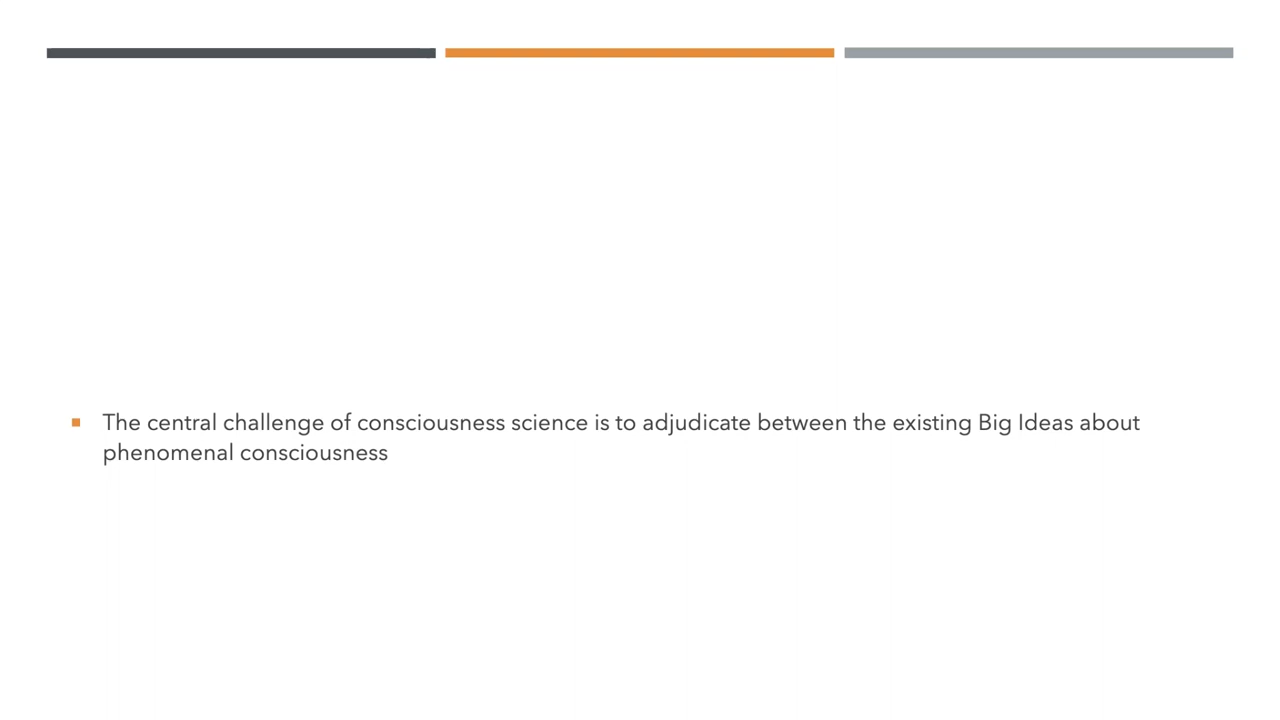 The central challenge of consciousness science is to adjudicate between the existing Big Ideas about
phenomenal consciousness